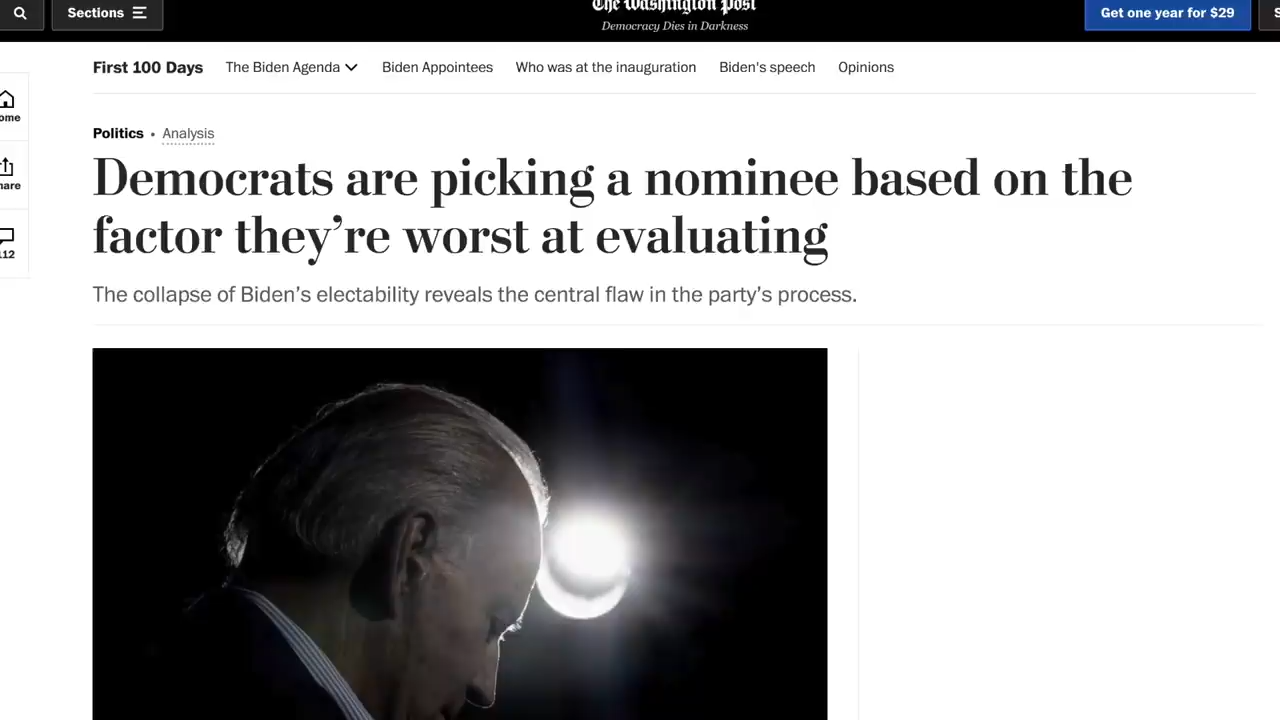 Sections
The Washington Post
Democracy Dies in Darkness
Get one year for $29
First 100 Days
The Biden Agenda
Biden Appointees
Who was at the inauguration
Biden's speech
Opinions
Politics • Analysis
Democrats are picking a nominee based on the
factor they’re worst at evaluating
The collapse of Biden’s electability reveals the central flaw in the party’s process.